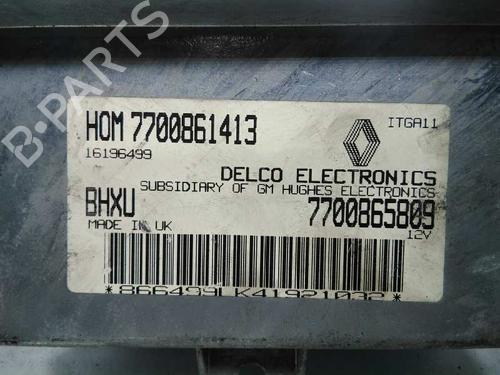 B-PARTS
HOM 7700861413
ITGA11
16196499
DELCO ELECTRONICS
SUBSIDIARY OF GM HUGHES ELECTRONICS
BHXU
7700865809
MADE IN UK
12V
*866499LK41921032*